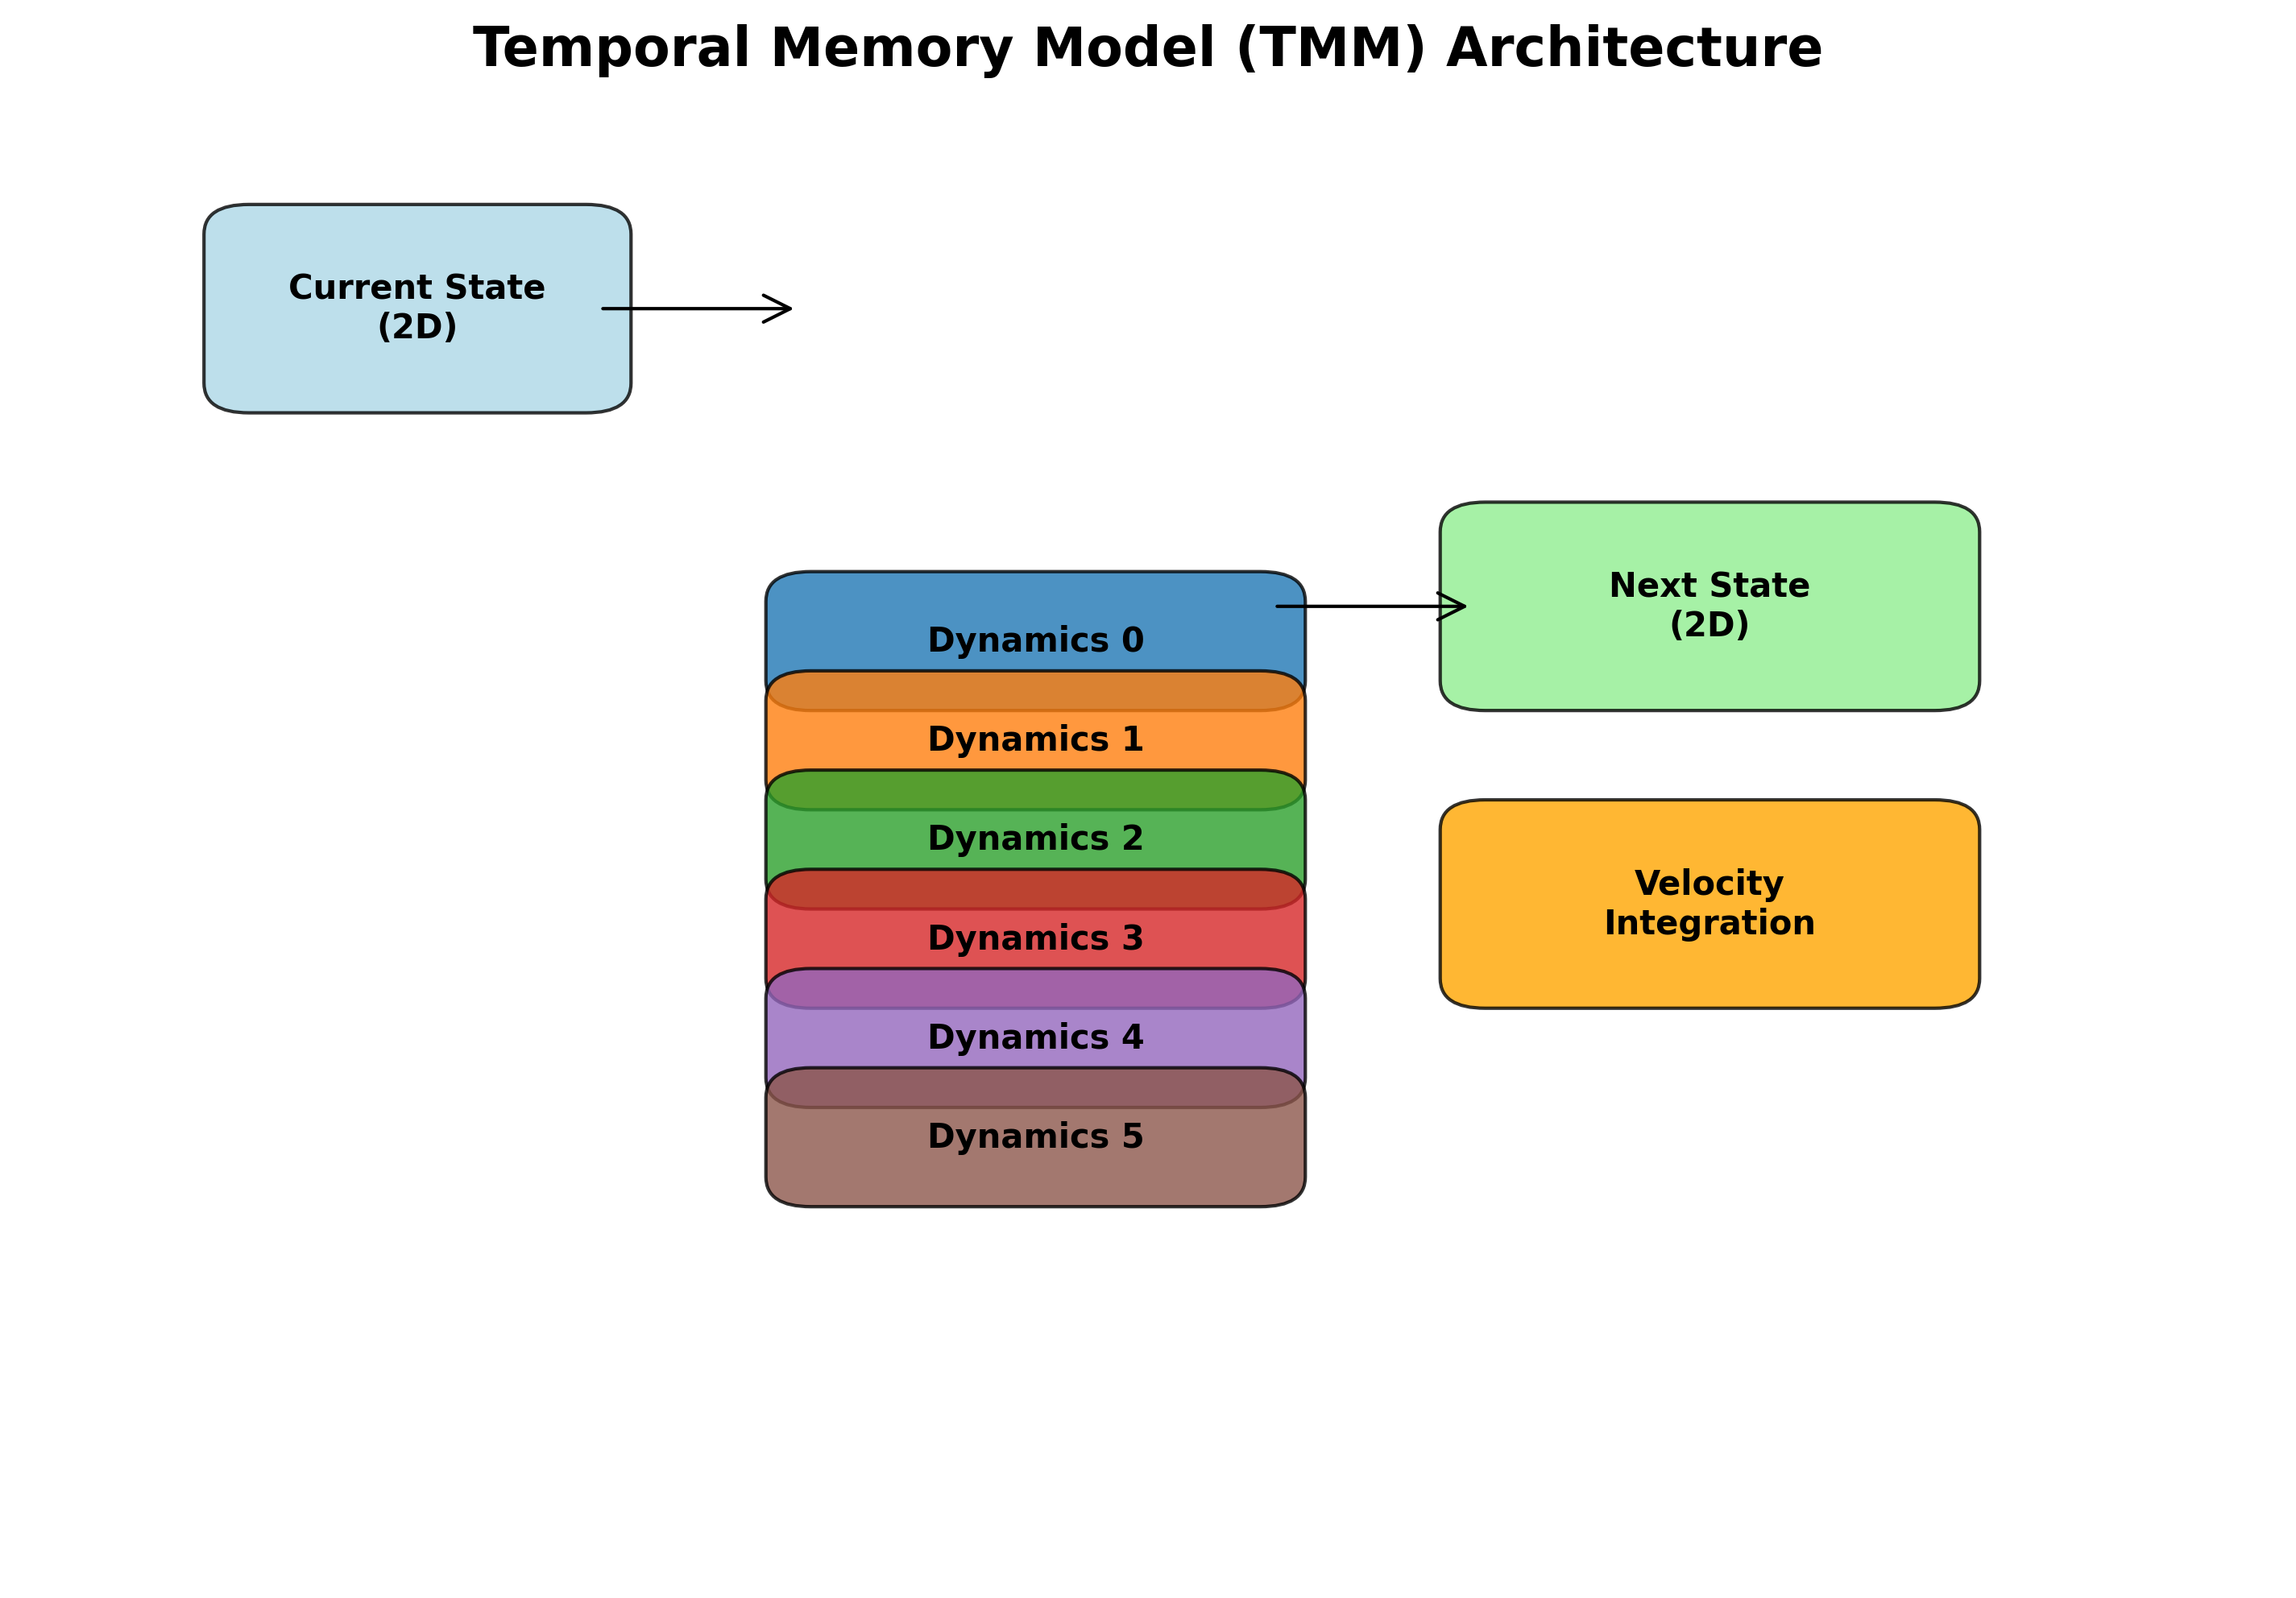 Temporal Memory Model (TMM) Architecture
Current State
(2D)
Next State
(2D)
Dynamics 0
Dynamics 1
Dynamics 2
Dynamics 3
Dynamics 4
Dynamics 5
Velocity
Integration